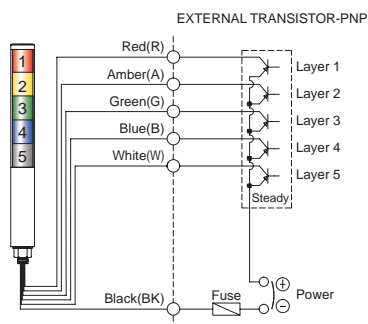 EXTERNAL TRANSISTOR-PNP
Red(R)
Layer 1
Amber(A)
Layer 2
Green(G)
Layer 3
Blue(B)
Layer 4
White(W)
Layer 5
1
2
3
4
5
Steady
Black(BK)
Fuse
+
−
Power